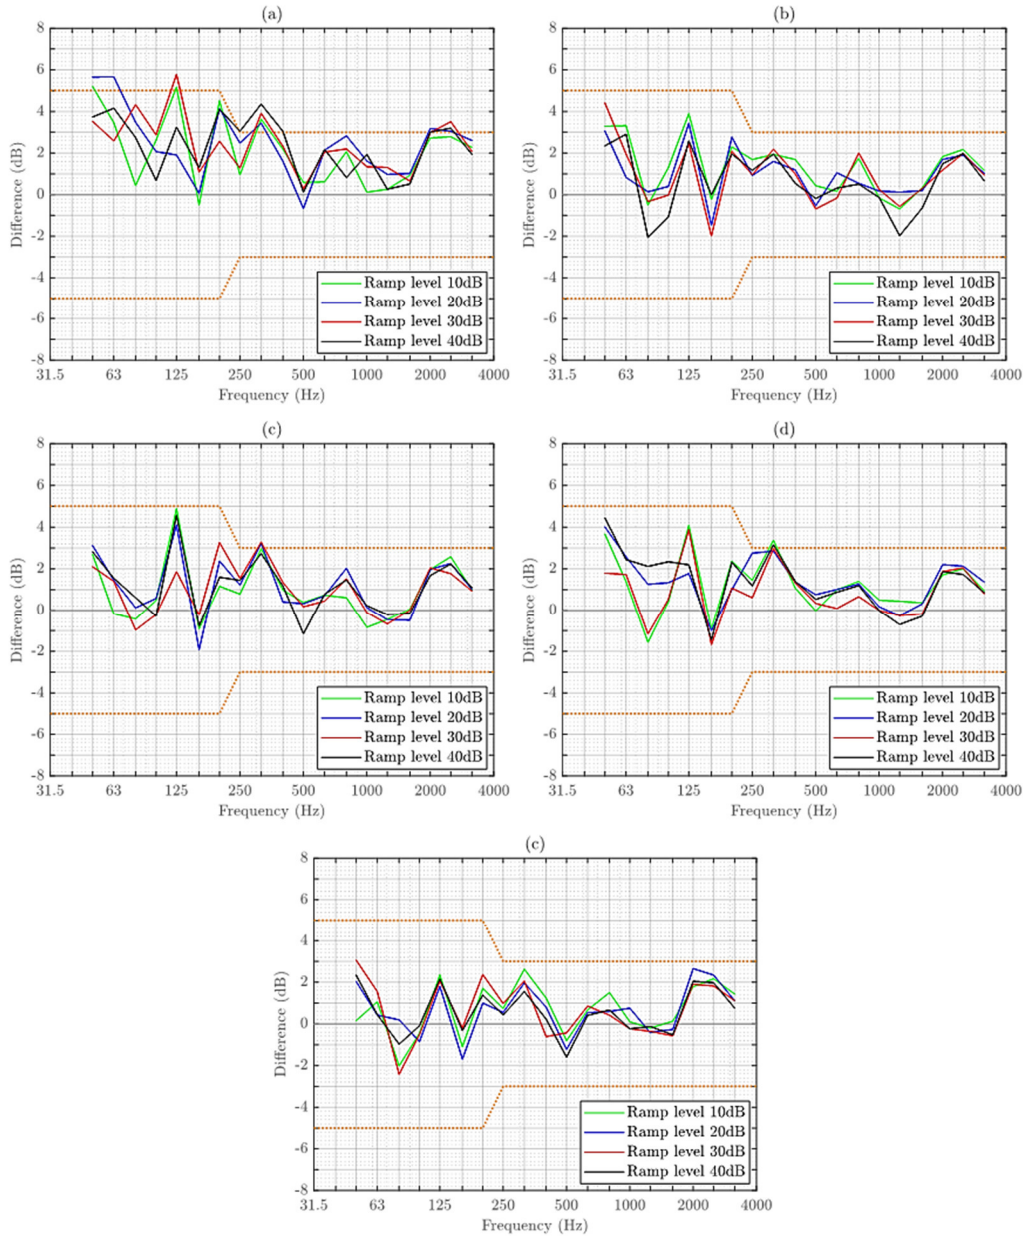 (a)
8
6
4
2
0
-2
-4
-6
-8
Difference (dB)
Ramp level 10dB
Ramp level 20dB
Ramp level 30dB
Ramp level 40dB
31.5 63 125 250 500 1000 2000 4000
Frequency (Hz)
(b)
8
6
4
2
0
-2
-4
-6
-8
Difference (dB)
Ramp level 10dB
Ramp level 20dB
Ramp level 30dB
Ramp level 40dB
31.5 63 125 250 500 1000 2000 4000
Frequency (Hz)
(c)
8
6
4
2
0
-2
-4
-6
-8
Difference (dB)
Ramp level 10dB
Ramp level 20dB
Ramp level 30dB
Ramp level 40dB
31.5 63 125 250 500 1000 2000 4000
Frequency (Hz)
(d)
8
6
4
2
0
-2
-4
-6
-8
Difference (dB)
Ramp level 10dB
Ramp level 20dB
Ramp level 30dB
Ramp level 40dB
31.5 63 125 250 500 1000 2000 4000
Frequency (Hz)
(c)
8
6
4
2
0
-2
-4
-6
-8
Difference (dB)
Ramp level 10dB
Ramp level 20dB
Ramp level 30dB
Ramp level 40dB
31.5 63 125 250 500 1000 2000 4000
Frequency (Hz)